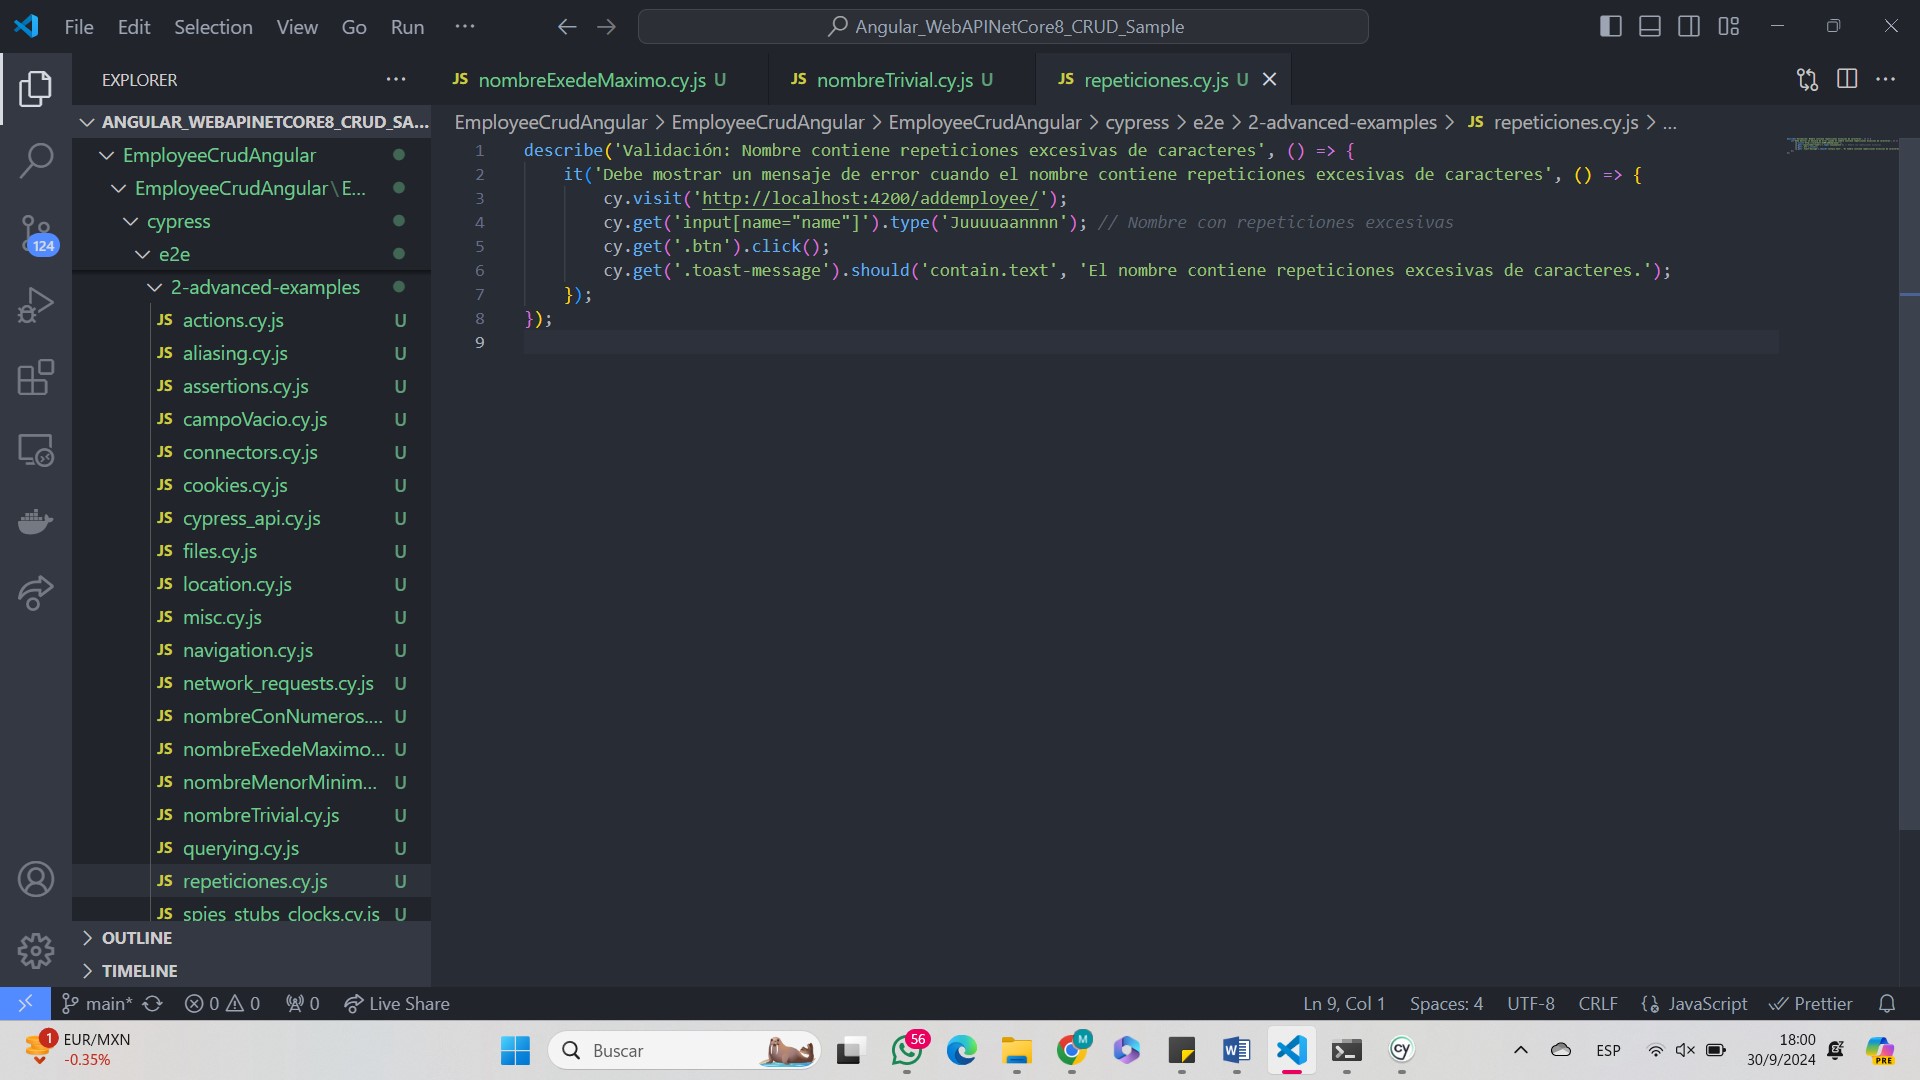 File Edit Selection View Go Run ···
Angular_WebAPINetCore8_CRUD_Sample
EXPLORER ···
ANGULAR_WEBAPINETCORE8_CRUD_SA...
EmployeeCrudAngular
EmployeeCrudAngular\E...
cypress
e2e
2-advanced-examples
JS actions.cy.js U
JS aliasing.cy.js U
JS assertions.cy.js U
JS campoVacio.cy.js U
JS connectors.cy.js U
JS cookies.cy.js U
JS cypress_api.cy.js U
JS files.cy.js U
JS location.cy.js U
JS misc.cy.js U
JS navigation.cy.js U
JS network_requests.cy.js U
JS nombreConNumeros.... U
JS nombreExedeMaximo... U
JS nombreMenorMinim... U
JS nombreTrivial.cy.js U
JS querying.cy.js U
JS repeticiones.cy.js U
JS spies_stubs_clocks.cy.js U
OUTLINE
TIMELINE
124
JS nombreExedeMaximo.cy.js U JS nombreTrivial.cy.js U JS repeticiones.cy.js U
EmployeeCrudAngular > EmployeeCrudAngular > EmployeeCrudAngular > cypress > e2e > 2-advanced-examples > JS repeticiones.cy.js > ...
1 describe('Validación: Nombre contiene repeticiones excesivas de caracteres', () => {
2 it('Debe mostrar un mensaje de error cuando el nombre contiene repeticiones excesivas de caracteres', () => {
3 cy.visit('http://localhost:4200/addemployee/');
4 cy.get('input[name="name"]').type('Juuuuaannnn'); // Nombre con repeticiones excesivas
5 cy.get('.btn').click();
6 cy.get('.toast-message').should('contain.text', 'El nombre contiene repeticiones excesivas de caracteres.');
7 });
8 });
9
main* 0 0 0 Live Share
Ln 9, Col 1 Spaces: 4 UTF-8 CRLF {} JavaScript Prettier
1 EUR/MXN
-0.35%
Buscar
56
M
cy
ESP
18:00
30/9/2024
PRE